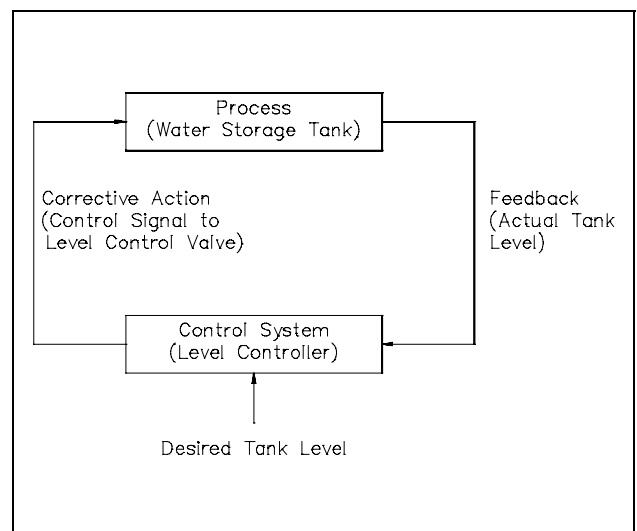 Process
(Water Storage Tank)
Corrective Action
(Control Signal to
Level Control Valve)
Feedback
(Actual Tank
Level)
Control System
(Level Controller)
Desired Tank Level